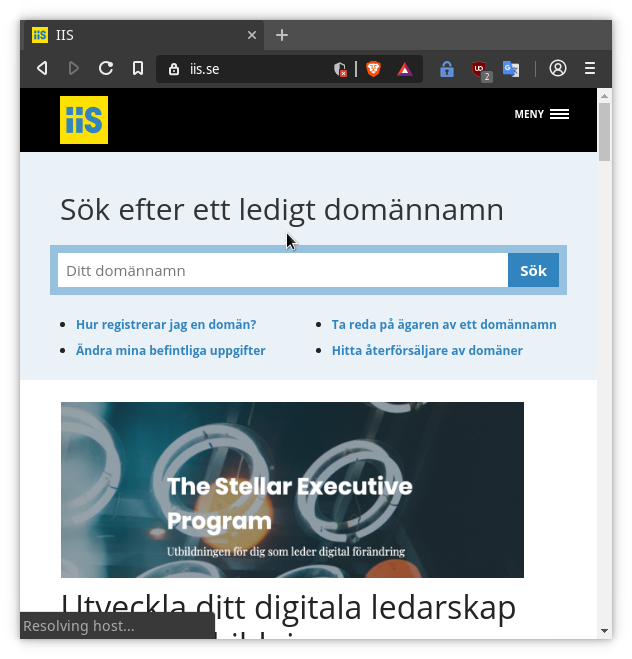 iiS IIS
iis.se
UD
2
G
iiS
MENY
Sök efter ett ledigt domännamn
Ditt domännamn
Sök
Hur registrerar jag en domän?
Ta reda på ägaren av ett domännamn
Ändra mina befintliga uppgifter
Hitta återförsäljare av domäner
The Stellar Executive
Program
Utbildningen för dig som leder digital förändring
Utveckla ditt digitala ledarskap
Resolving host...